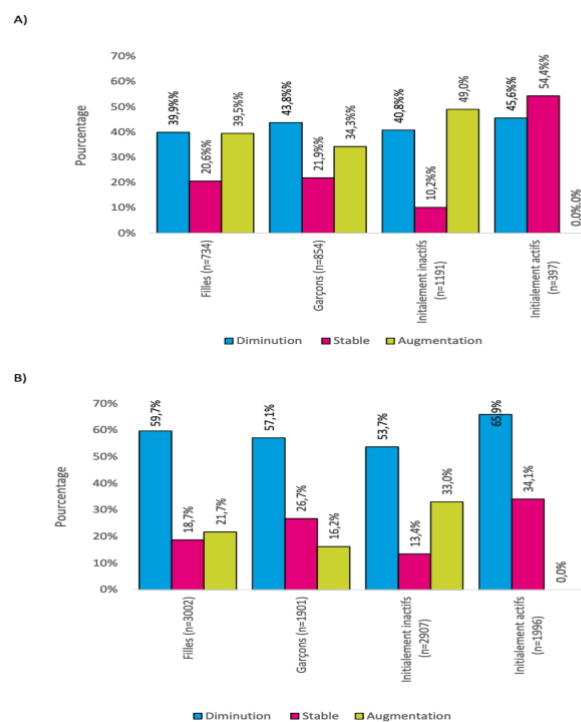 A)
Pourcentage
70%
60%
50%
40%
30%
20%
10%
0%
39,9%%
20,6%%
39,5%%
43,8%%
21,9%%
34,3%%
40,8%%
10,2%%
49,0%
45,6%%
54,4%%
0.0%.0%
Filles (n=734)
Garçons (n=854)
Initalement inactifs
(n=1191)
Initialement actifs
(n=397)
Diminution Stable Augmentation
B)
Pourcentage
70%
60%
50%
40%
30%
20%
10%
0%
59,7%
18,7%
21,7%
57,1%
26,7%
16,2%
53,7%
13,4%
33,0%
65,9%
34,1%
0,0%
Filles (n=3002)
Garçons (n=1901)
Initialement inactifs
(n=2907)
Initialement actifs
(n=1996)
Diminution Stable Augmentation